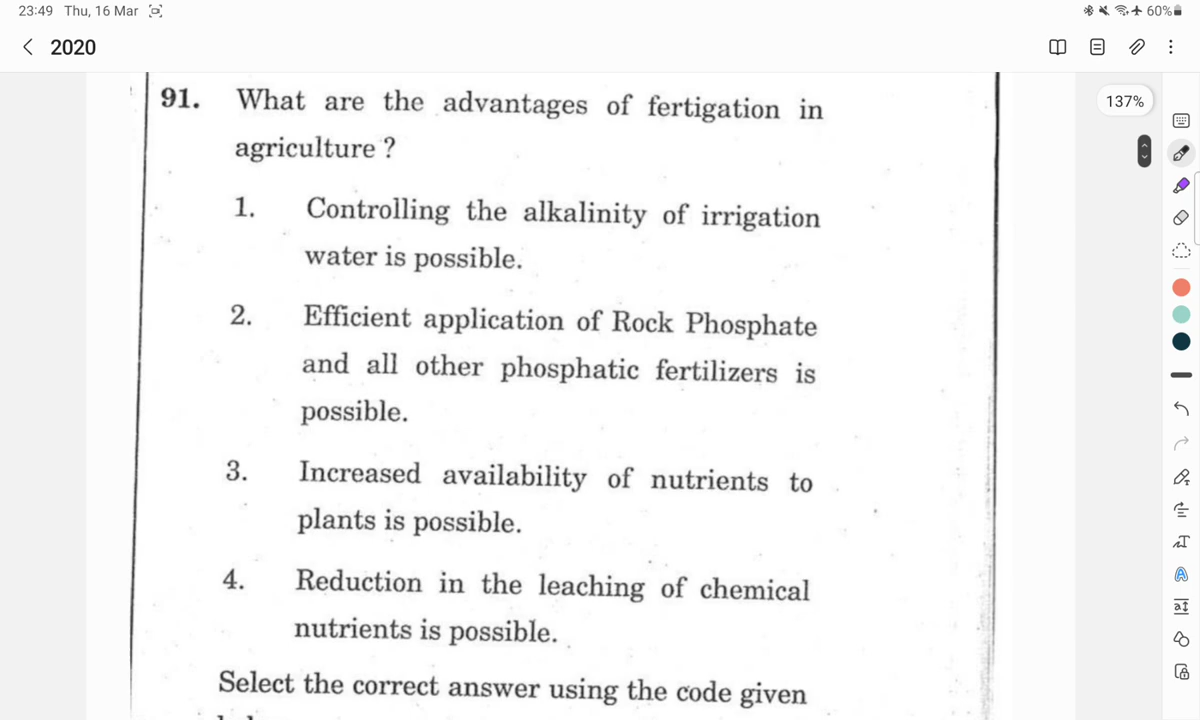 23:49 Thu, 16 Mar
60%
2020
137%
91. What are the advantages of fertigation in
agriculture ?
1. Controlling the alkalinity of irrigation
water is possible.
2. Efficient application of Rock Phosphate
and all other phosphatic fertilizers is
possible.
3. Increased availability of nutrients to
plants is possible.
4. Reduction in the leaching of chemical
nutrients is possible.
Select the correct answer using the code given